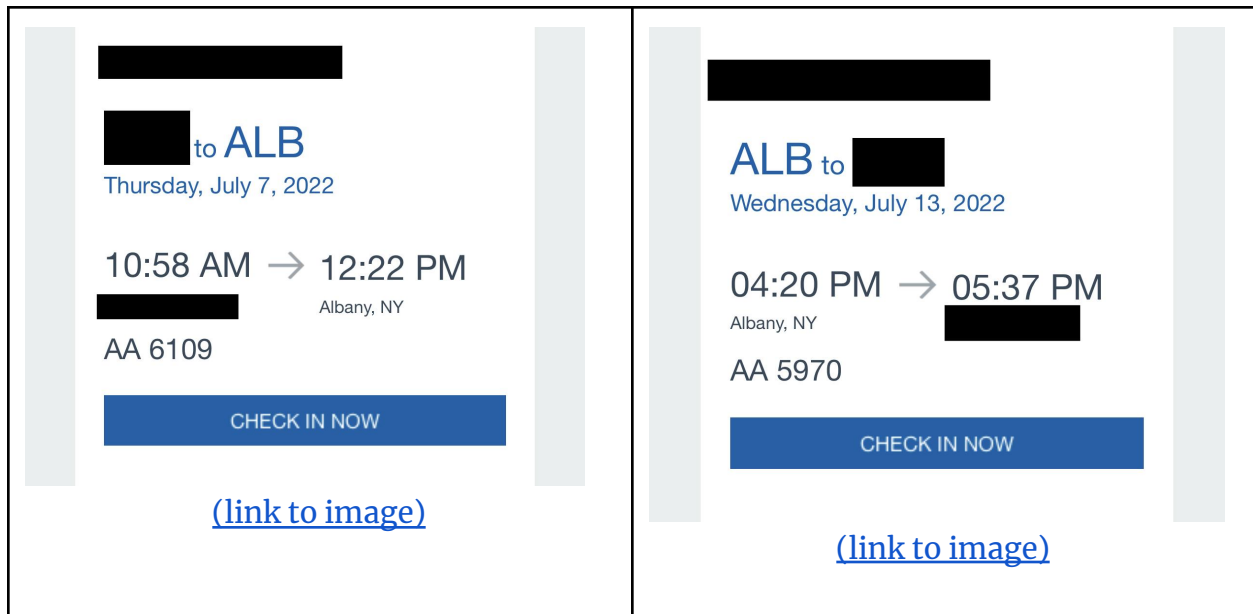 to ALB
Thursday, July 7, 2022
10:58 AM → 12:22 PM
Albany, NY
AA 6109
CHECK IN NOW
(link to image)
ALB to
Wednesday, July 13, 2022
04:20 PM → 05:37 PM
Albany, NY
AA 5970
CHECK IN NOW
(link to image)